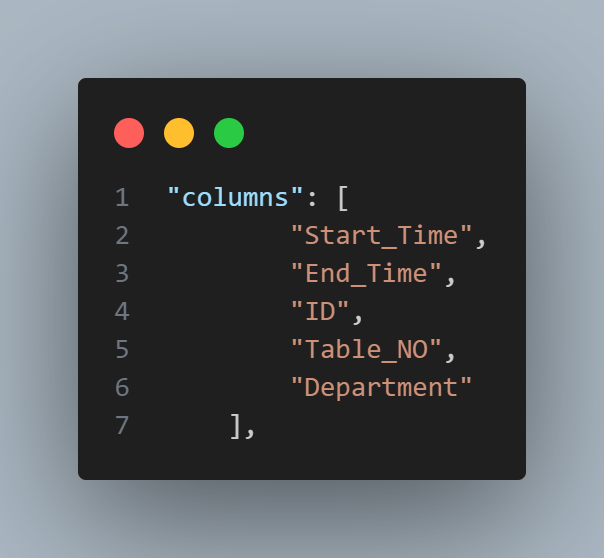 1 "columns": [
2 "Start_Time",
3 "End_Time",
4 "ID",
5 "Table_NO",
6 "Department"
7 ],